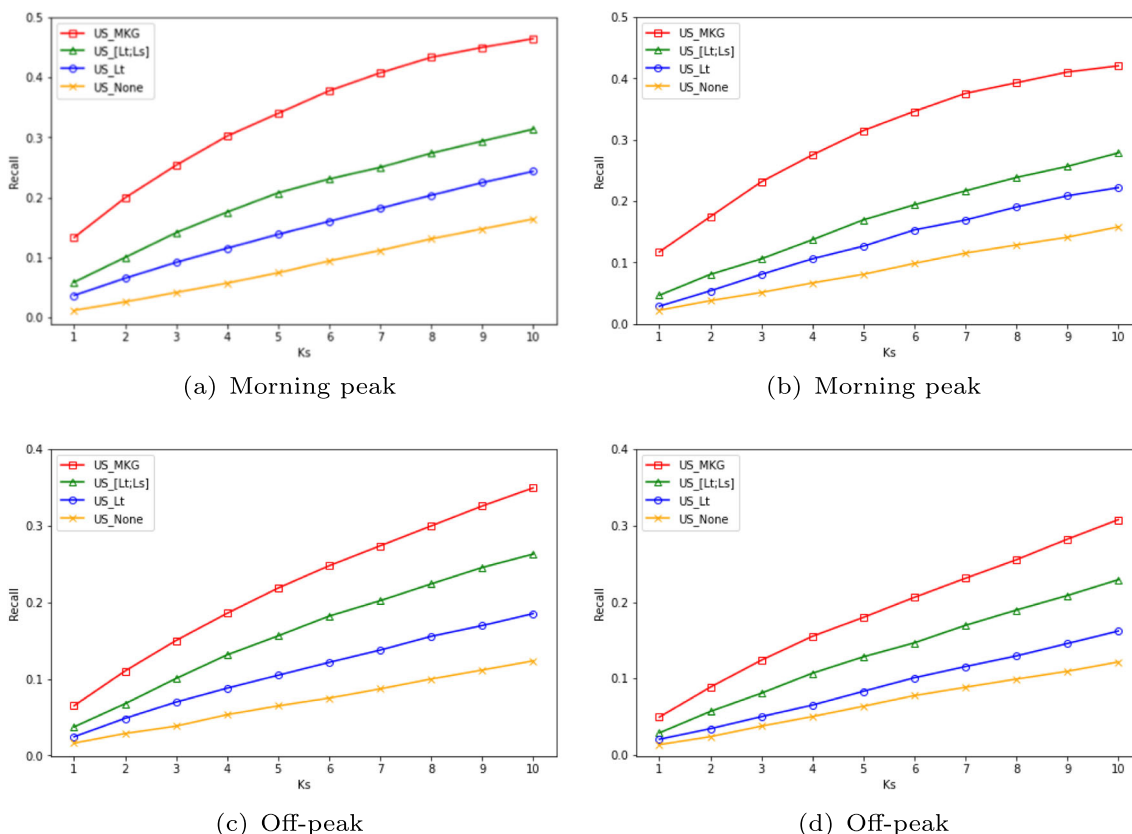 0.5
0.4
0.3
0.2
0.1
0.0
Recall
US_MKG
US_[Lt;Ls]
US_Lt
US_None
1 2 3 4 5 6 7 8 9 10
Ks
(a) Morning peak
0.5
0.4
0.3
0.2
0.1
0.0
Recall
US_MKG
US_[Lt;Ls]
US_Lt
US_None
1 2 3 4 5 6 7 8 9 10
Ks
(b) Morning peak
0.4
0.3
0.2
0.1
0.0
Recall
US_MKG
US_[Lt;Ls]
US_Lt
US_None
1 2 3 4 5 6 7 8 9 10
Ks
(c) Off-peak
0.4
0.3
0.2
0.1
0.0
Recall
US_MKG
US_[Lt;Ls]
US_Lt
US_None
1 2 3 4 5 6 7 8 9 10
Ks
(d) Off-peak